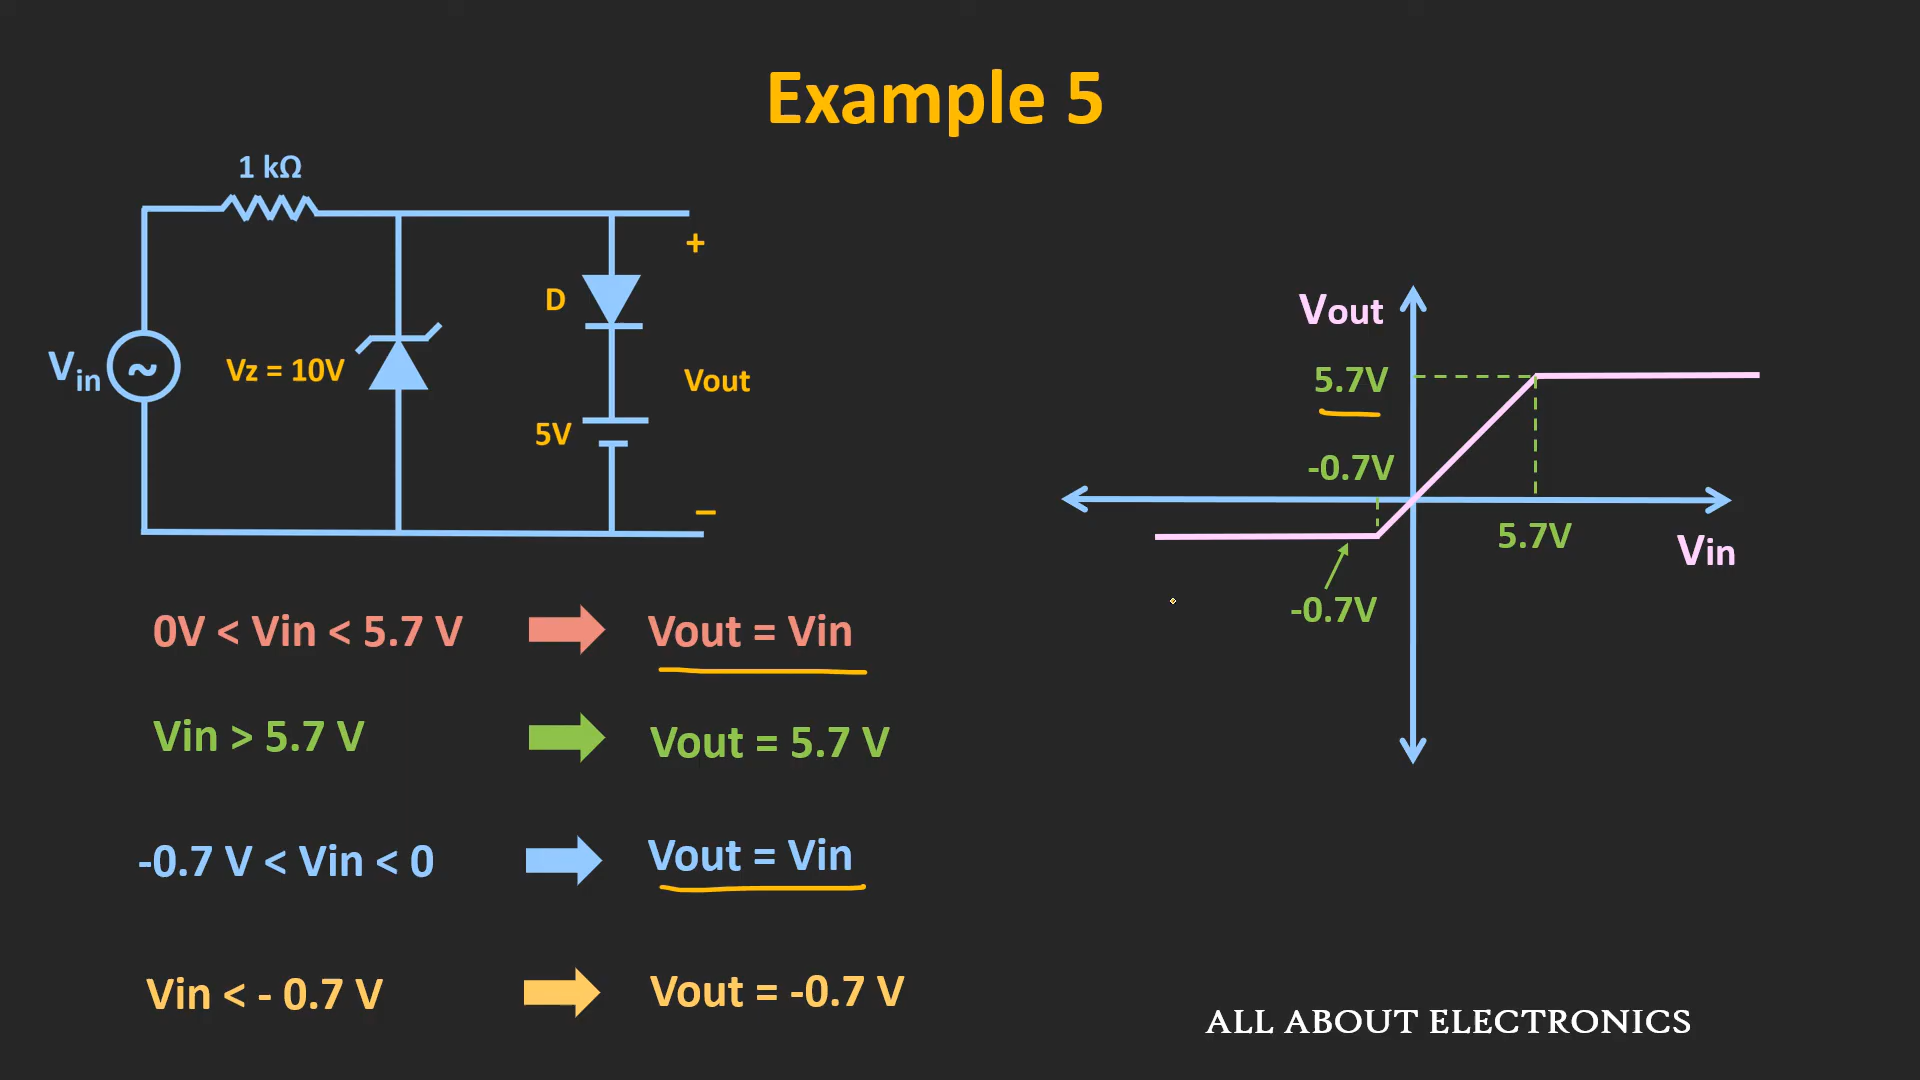 Example 5
1 kΩ
+
D
Vin
~
Vz = 10V
Vout
5V
–
Vout
5.7V
-0.7V
5.7V
Vin
-0.7V
0V < Vin < 5.7 V
Vout = Vin
Vin > 5.7 V
Vout = 5.7 V
-0.7 V < Vin < 0
Vout = Vin
Vin < - 0.7 V
Vout = -0.7 V
ALL ABOUT ELECTRONICS